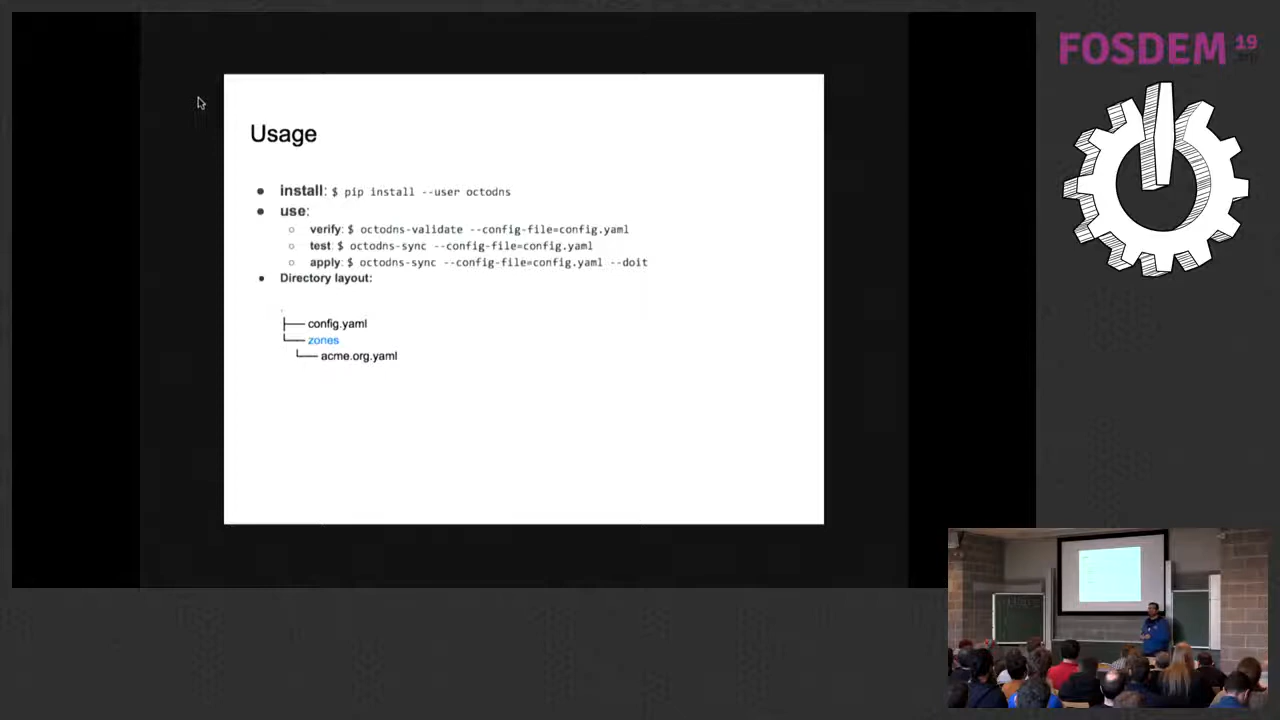 FOSDEM 19
Usage
● install: $ pip install --user octodns
● use:
○ verify: $ octodns-validate --config-file=config.yaml
○ test: $ octodns-sync --config-file=config.yaml
○ apply: $ octodns-sync --config-file=config.yaml --doit
● Directory layout:
.
├── config.yaml
└── zones
└── acme.org.yaml